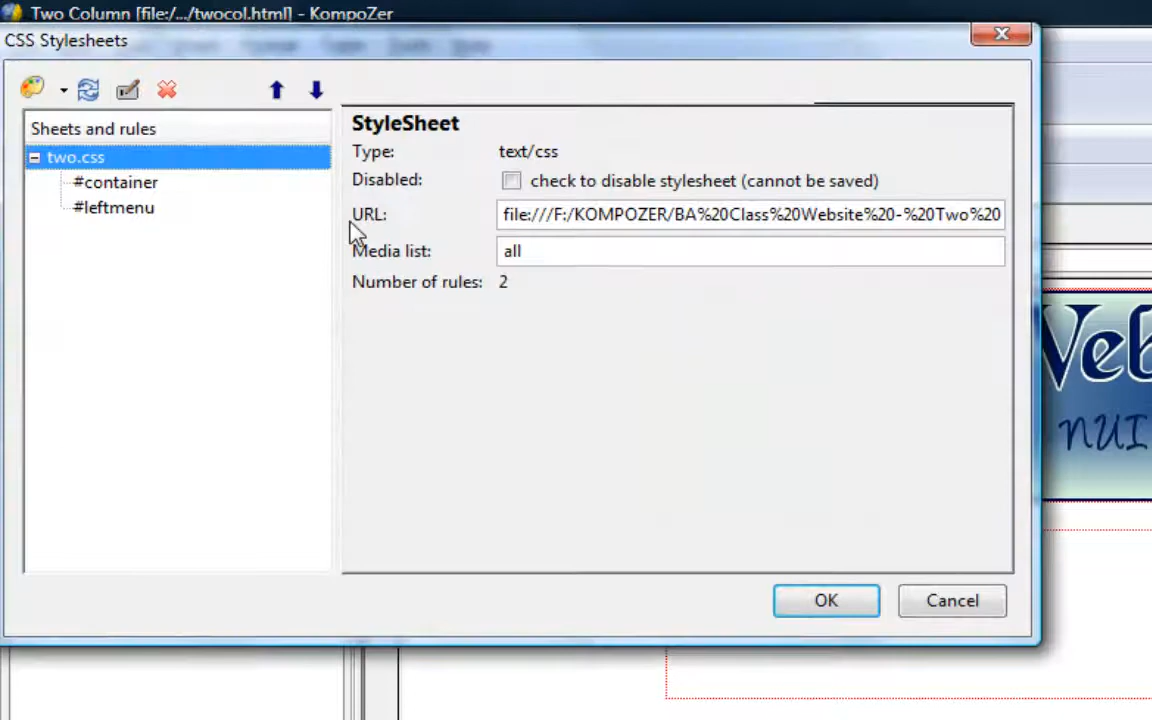 Two Column [file:/.../twocol.html] - KompoZer
CSS Stylesheets
Sheets and rules
two.css
#container
#leftmenu
StyleSheet
Type: text/css
Disabled: check to disable stylesheet (cannot be saved)
URL: file:///F:/KOMPOZER/BA%20Class%20Website%20-%20Two%20
Media list: all
Number of rules: 2
OK Cancel
Web
NUI